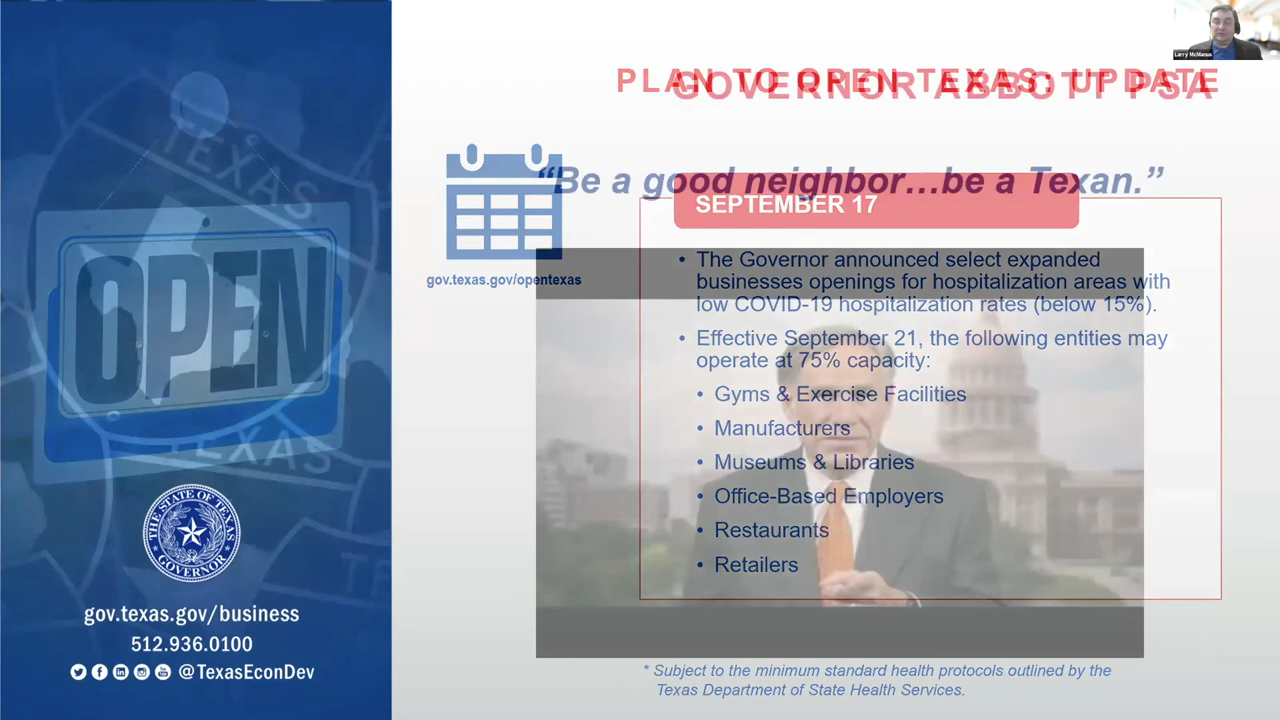 Larry McManus
PLAN TO OPEN TEXAS: UPDATE
GOVERNOR ABBOTT PSA
“Be a good neighbor…be a Texan.”
SEPTEMBER 17
gov.texas.gov/opentexas
• The Governor announced select expanded
businesses openings for hospitalization areas with
low COVID-19 hospitalization rates (below 15%).
• Effective September 21, the following entities may
operate at 75% capacity:
• Gyms & Exercise Facilities
• Manufacturers
• Museums & Libraries
• Office-Based Employers
• Restaurants
• Retailers
* Subject to the minimum standard health protocols outlined by the
Texas Department of State Health Services.
TEXAS
OPEN
TEXAS
THE STATE OF TEXAS
GOVERNOR
gov.texas.gov/business
512.936.0100
@TexasEconDev